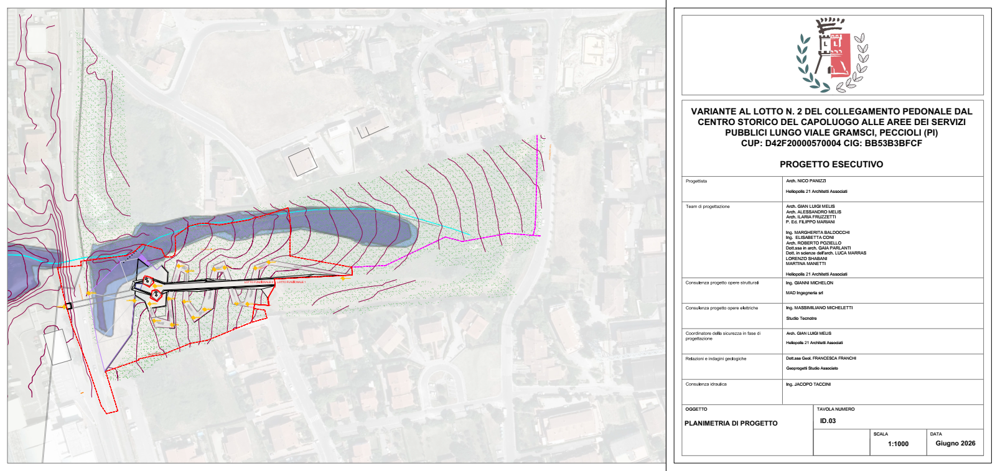 LOTTO FUNZIONALE 2
LOTTO FUNZIONALE 1
VARIANTE AL LOTTO N. 2 DEL COLLEGAMENTO PEDONALE DAL
CENTRO STORICO DEL CAPOLUOGO ALLE AREE DEI SERVIZI
PUBBLICI LUNGO VIALE GRAMSCI, PECCIOLI (PI)
CUP: D42F20000570004 CIG: BB53B3BFCF
PROGETTO ESECUTIVO
Progettista
Arch. NICO PANIZZI
Heliopolis 21 Architetti Associati
Team di progettazione
Arch. GIAN LUIGI MELIS
Arch. ALESSANDRO MELIS
Arch. ILARIA FRUZZETTI
P. Ed. FILIPPO MARIANI
Ing. MARGHERITA BALDOCCHI
Ing. ELISABETTA CONI
Arch. ROBERTO POZIELLO
Dott.ssa in arch. GAIA PARLANTI
Dott. in scienze dell'arch. LUCA MARRAS
LORENZO SHABANI
MARTINA MANETTI
Heliopolis 21 Architetti Associati
Consulenza progetto opere strutturali
Ing. GIANNI MICHELON
MAD Ingegneria srl
Consulenza progetto opere elettriche
Ing. MASSIMILIANO MICHELETTI
Studio Tecnotre
Coordinatore della sicurezza in fase di
progettazione
Arch. GIAN LUIGI MELIS
Heliopolis 21 Architetti Associati
Relazioni e indagini geologiche
Dott.ssa Geol. FRANCESCA FRANCHI
Geoprogetti Studio Associato
Consulenza idraulica
Ing. JACOPO TACCINI
OGGETTO
PLANIMETRIA DI PROGETTO
TAVOLA NUMERO
ID.03
SCALA
1:1000
DATA
Giugno 2026